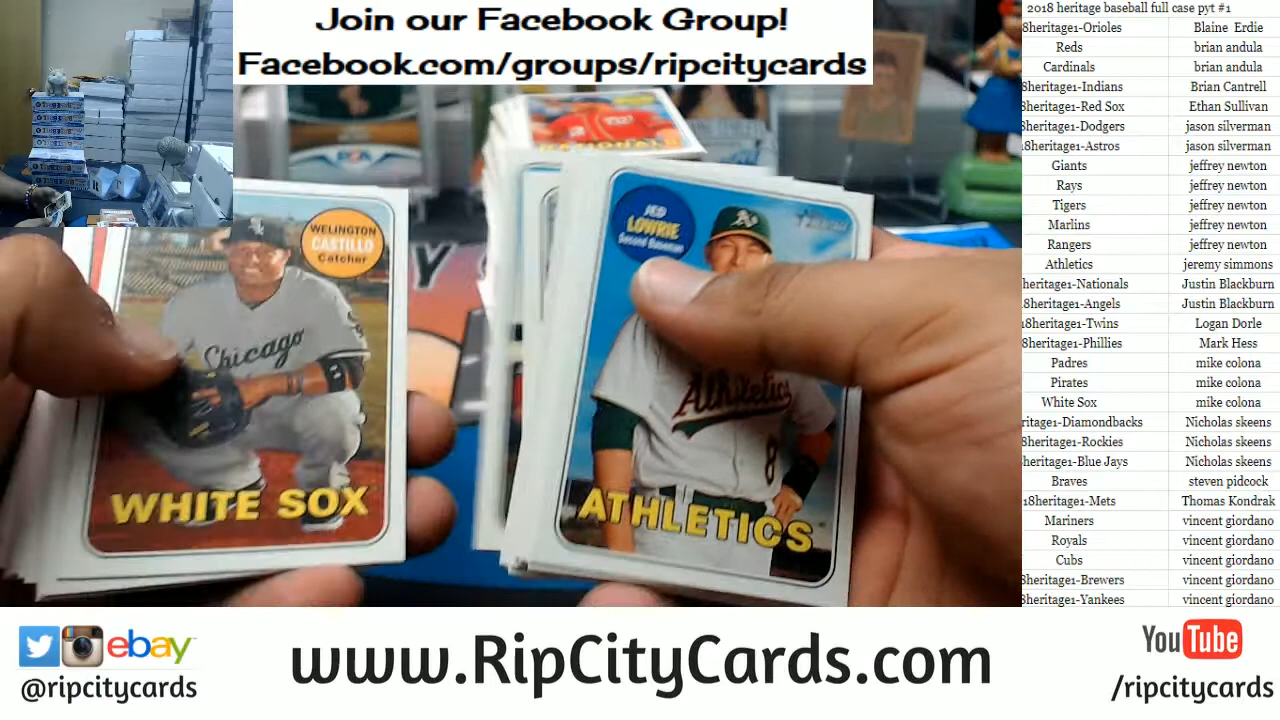 Join our Facebook Group!
Facebook.com/groups/ripcitycards
2018 heritage baseball full case pyt #1
8heritage1-Orioles Blaine Erdie
Reds brian andula
Cardinals brian andula
8heritage1-Indians Brian Cantrell
8heritage1-Red Sox Ethan Sullivan
8heritage1-Dodgers jason silverman
18heritage1-Astros jason silverman
Giants jeffrey newton
Rays jeffrey newton
Tigers jeffrey newton
Marlins jeffrey newton
Rangers jeffrey newton
Athletics jeremy simmons
heritage1-Nationals Justin Blackburn
8heritage1-Angels Justin Blackburn
18heritage1-Twins Logan Dorle
8heritage1-Phillies Mark Hess
Padres mike colona
Pirates mike colona
White Sox mike colona
ritage1-Diamondbacks Nicholas skeens
8heritage1-Rockies Nicholas skeens
heritage1-Blue Jays Nicholas skeens
Braves steven pidcock
18heritage1-Mets Thomas Kondrak
Mariners vincent giordano
Royals vincent giordano
Cubs vincent giordano
8heritage1-Brewers vincent giordano
8heritage1-Yankees vincent giordano
PSA
NATIONALS
WELINGTON
CASTILLO
Catcher
Chicago
WHITE SOX
JED
LOWRIE
Second Baseman
A's
Athletics
8
ATHLETICS
ebay
@ripcitycards
www.RipCityCards.com
YouTube
/ripcitycards